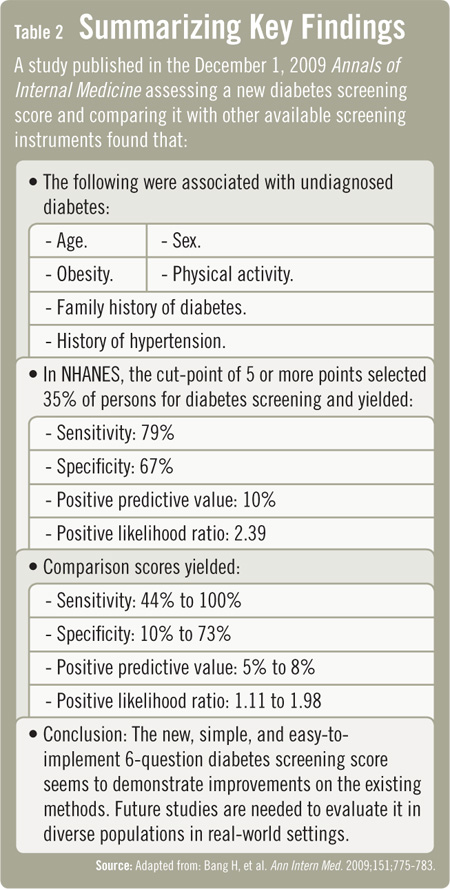 Table 2 Summarizing Key Findings
A study published in the December 1, 2009 Annals of
Internal Medicine assessing a new diabetes screening
score and comparing it with other available screening
instruments found that:
• The following were associated with undiagnosed
diabetes:
- Age. - Sex.
- Obesity. - Physical activity.
- Family history of diabetes.
- History of hypertension.
• In NHANES, the cut-point of 5 or more points selected
35% of persons for diabetes screening and yielded:
- Sensitivity: 79%
- Specificity: 67%
- Positive predictive value: 10%
- Positive likelihood ratio: 2.39
• Comparison scores yielded:
- Sensitivity: 44% to 100%
- Specificity: 10% to 73%
- Positive predictive value: 5% to 8%
- Positive likelihood ratio: 1.11 to 1.98
• Conclusion: The new, simple, and easy-to-
implement 6-question diabetes screening score
seems to demonstrate improvements on the existing
methods. Future studies are needed to evaluate it in
diverse populations in real-world settings.
Source: Adapted from: Bang H, et al. Ann Intern Med. 2009;151;775-783.